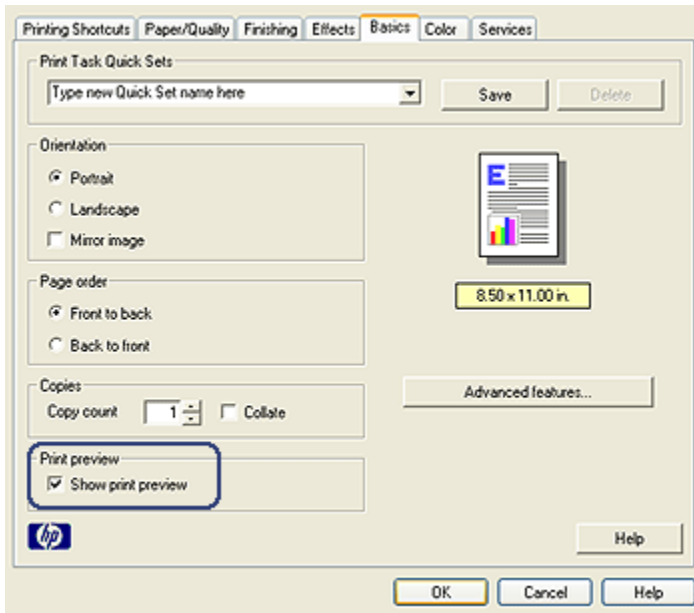 Printing Shortcuts Paper/Quality Finishing Effects Basics Color Services
Print Task Quick Sets
Type new Quick Set name here Save Delete
Orientation
Portrait
Landscape
Mirror image
E
8.50 x 11.00 in.
Page order
Front to back
Back to front
Copies
Copy count 1 Collate
Advanced features...
Print preview
Show print preview
hp
Help
OK Cancel Help